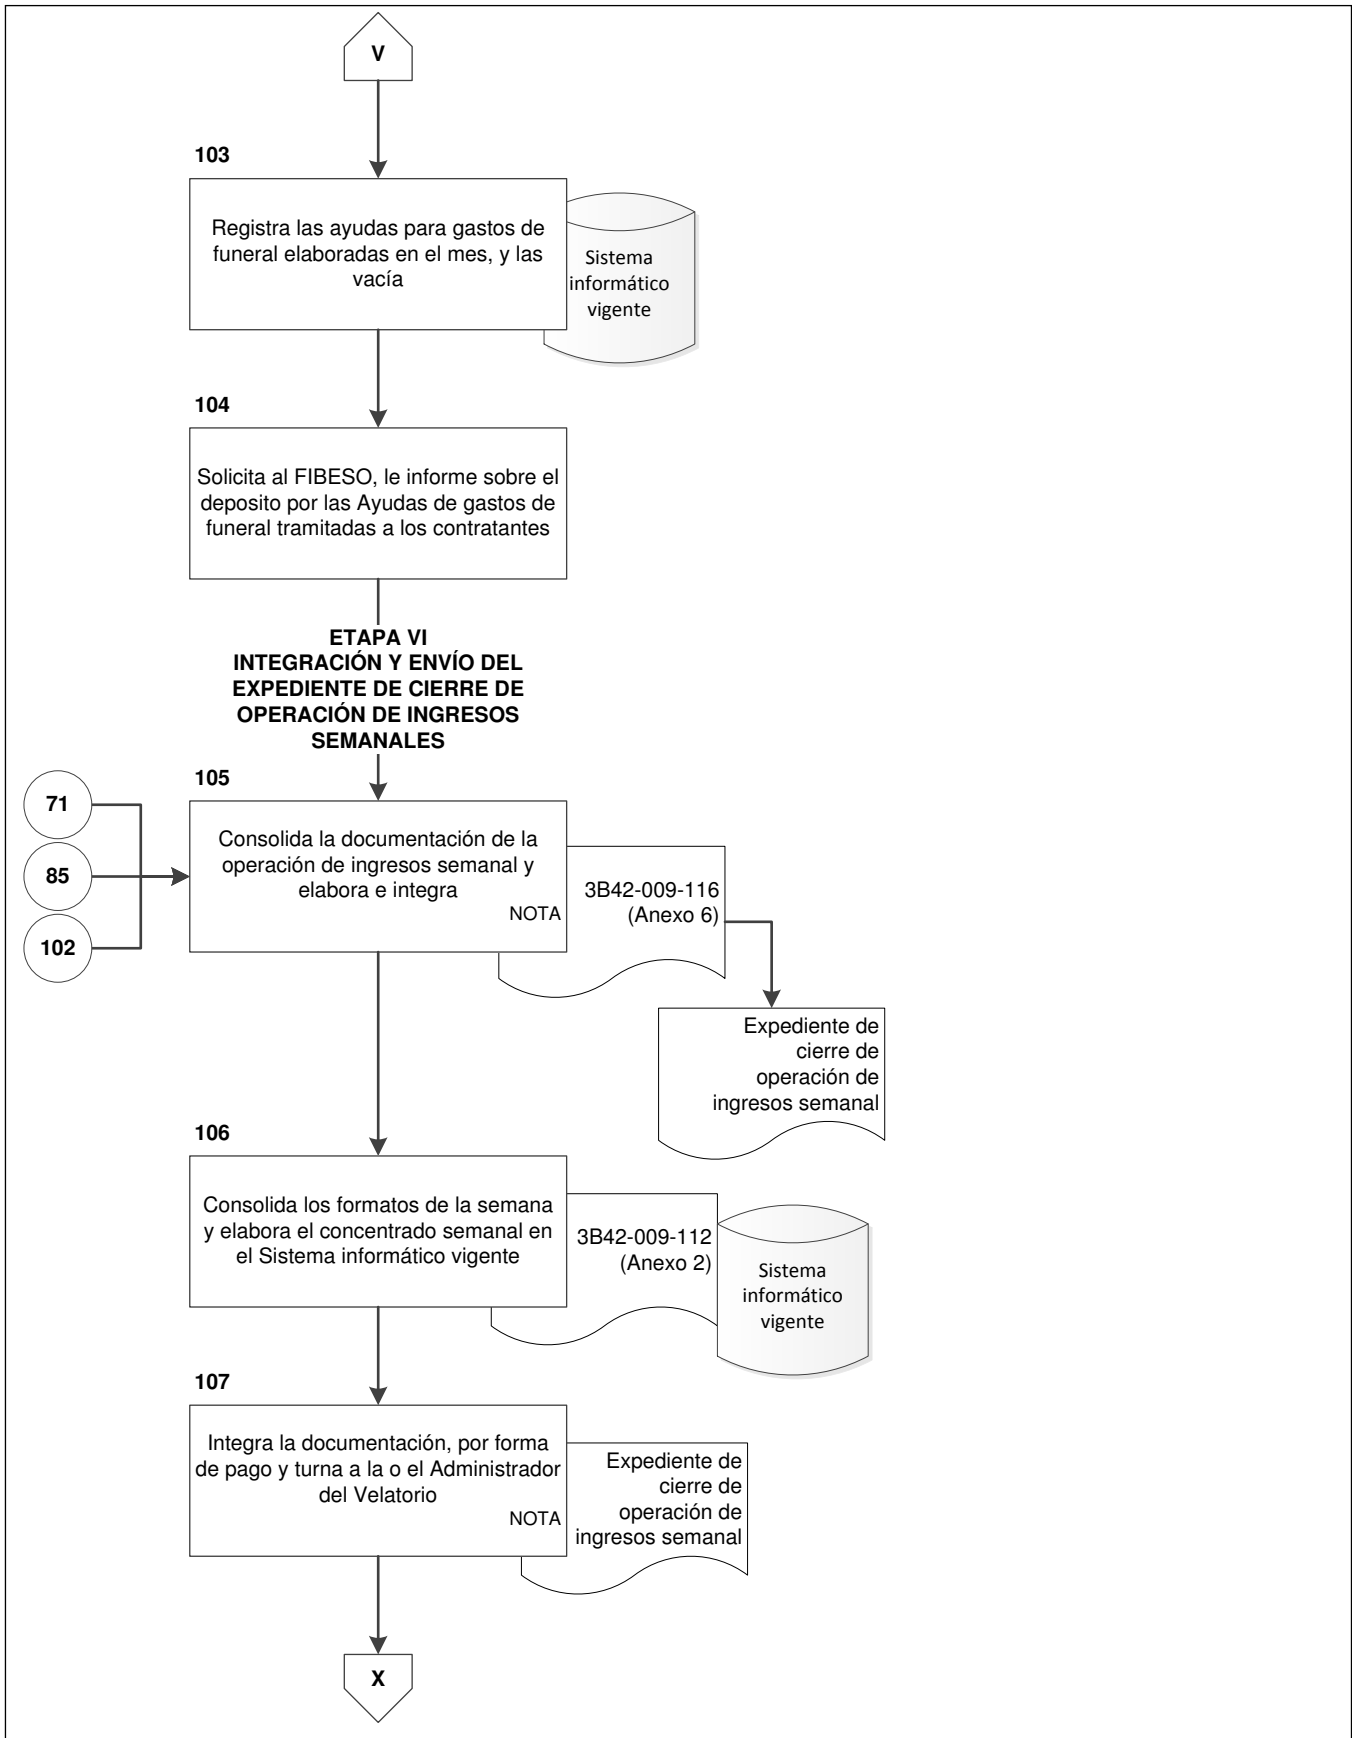 V
103
Registra las ayudas para gastos de
funeral elaboradas en el mes, y las
vacía
Sistema
informático
vigente
104
Solicita al FIBESO, le informe sobre el
deposito por las Ayudas de gastos de
funeral tramitadas a los contratantes
ETAPA VI
INTEGRACIÓN Y ENVÍO DEL
EXPEDIENTE DE CIERRE DE
OPERACIÓN DE INGRESOS
SEMANALES
105
71
85
102
Consolida la documentación de la
operación de ingresos semanal y
elabora e integra
NOTA
3B42-009-116
(Anexo 6)
Expediente de
cierre de
operación de
ingresos semanal
106
Consolida los formatos de la semana
y elabora el concentrado semanal en
el Sistema informático vigente
3B42-009-112
(Anexo 2)
Sistema
informático
vigente
107
Integra la documentación, por forma
de pago y turna a la o el Administrador
del Velatorio
NOTA
Expediente de
cierre de
operación de
ingresos semanal
X